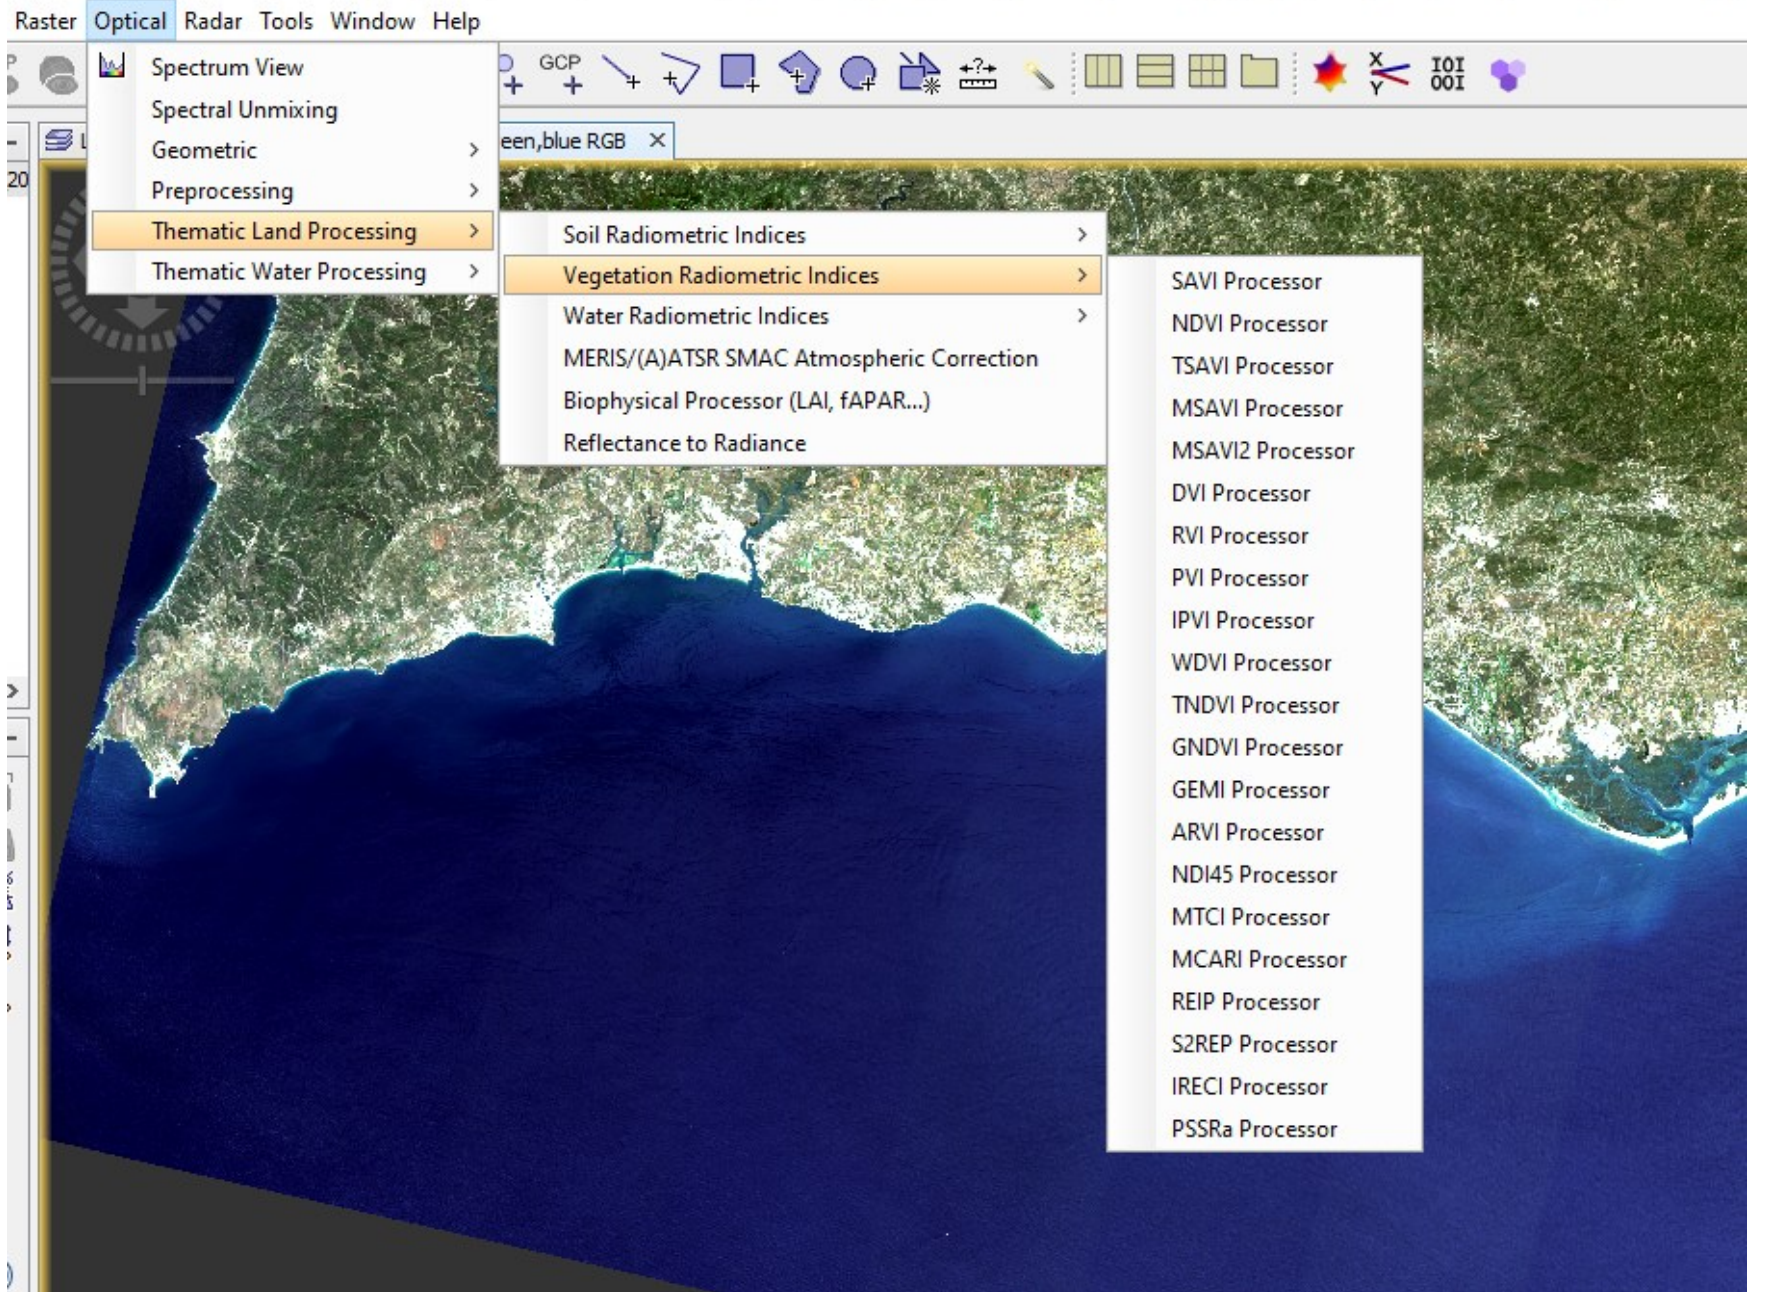 Raster Optical Radar Tools Window Help
Spectrum View
Spectral Unmixing
Geometric
Preprocessing
Thematic Land Processing
Thematic Water Processing
GCP
+?+
X
Y
IOI
OOI
een,blue RGB
20
Soil Radiometric Indices
Vegetation Radiometric Indices
Water Radiometric Indices
MERIS/(A)ATSR SMAC Atmospheric Correction
Biophysical Processor (LAI, fAPAR...)
Reflectance to Radiance
SAVI Processor
NDVI Processor
TSAVI Processor
MSAVI Processor
MSAVI2 Processor
DVI Processor
RVI Processor
PVI Processor
IPVI Processor
WDVI Processor
TNDVI Processor
GNDVI Processor
GEMI Processor
ARVI Processor
NDI45 Processor
MTCI Processor
MCARI Processor
REIP Processor
S2REP Processor
IRECI Processor
PSSRa Processor